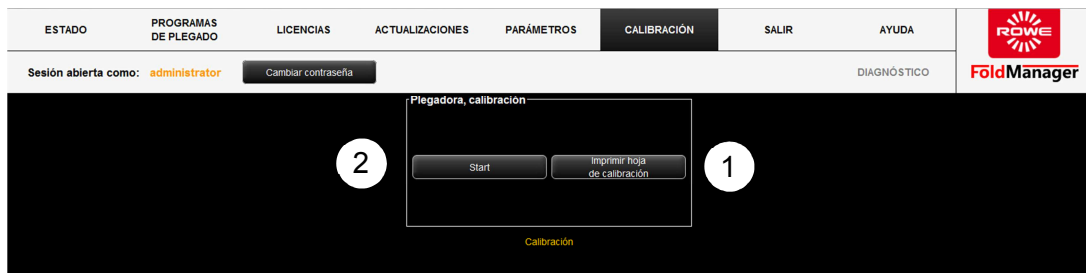 ESTADO
PROGRAMAS
DE PLEGADO
LICENCIAS
ACTUALIZACIONES
PARÁMETROS
CALIBRACIÓN
SALIR
AYUDA
ROWE
FoldManager
Sesión abierta como: administrator
Cambiar contraseña
DIAGNÓSTICO
Plegadora, calibración
2
Start
Imprimir hoja
de calibración
1
Calibración